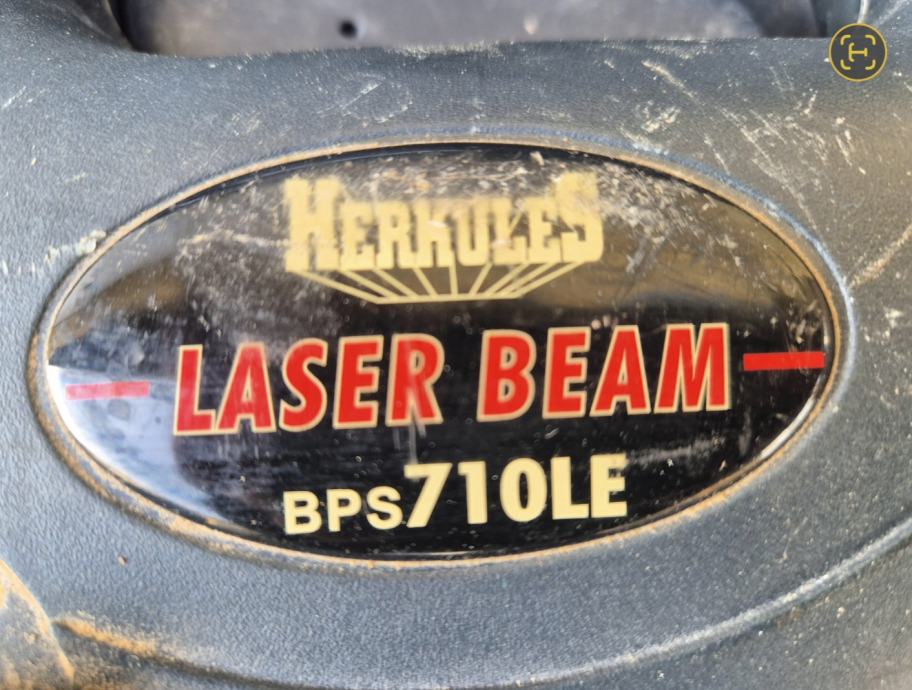 HERKULES
LASER BEAM
BPS710LE